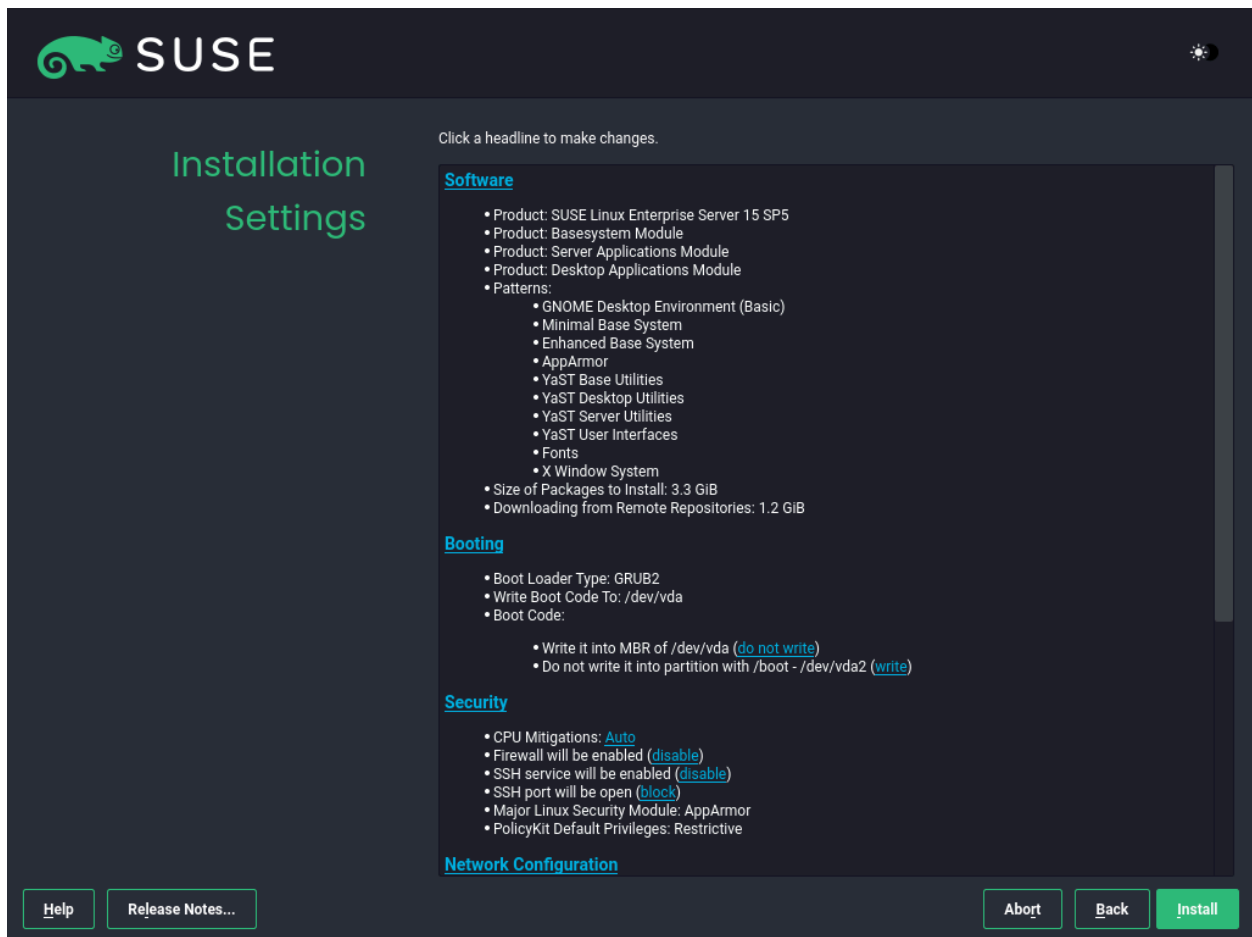 SUSE
Installation
Settings
Click a headline to make changes.
Software
• Product: SUSE Linux Enterprise Server 15 SP5
• Product: Basesystem Module
• Product: Server Applications Module
• Product: Desktop Applications Module
• Patterns:
• GNOME Desktop Environment (Basic)
• Minimal Base System
• Enhanced Base System
• AppArmor
• YaST Base Utilities
• YaST Desktop Utilities
• YaST Server Utilities
• YaST User Interfaces
• Fonts
• X Window System
• Size of Packages to Install: 3.3 GiB
• Downloading from Remote Repositories: 1.2 GiB
Booting
• Boot Loader Type: GRUB2
• Write Boot Code To: /dev/vda
• Boot Code:
• Write it into MBR of /dev/vda (do not write)
• Do not write it into partition with /boot - /dev/vda2 (write)
Security
• CPU Mitigations: Auto
• Firewall will be enabled (disable)
• SSH service will be enabled (disable)
• SSH port will be open (block)
• Major Linux Security Module: AppArmor
• PolicyKit Default Privileges: Restrictive
Network Configuration
Help Release Notes... Abort Back Install